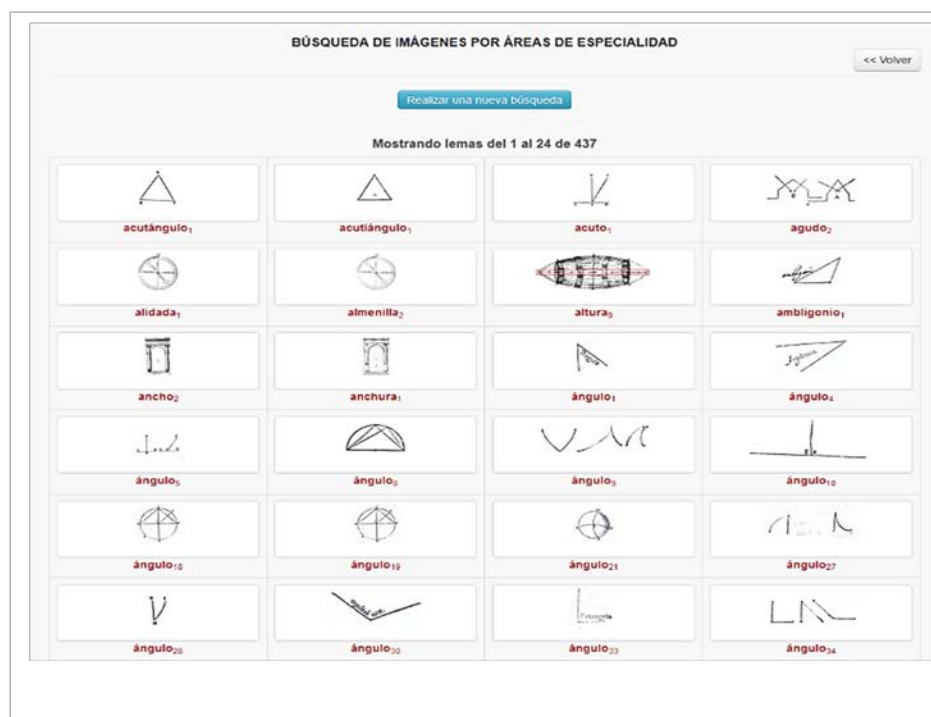 BÚSQUEDA DE IMÁGENES POR ÁREAS DE ESPECIALIDAD
<< Volver
Realizar una nueva búsqueda
Mostrando lemas del 1 al 24 de 437
acutángulo₁ acutiángulo₁ acuto₁ agudo₂
alidada₁ almenilla₂ altura₉ ambligonio₁
ancho₂ anchura₁ ángulo₁ ángulo₄
ángulo₅ ángulo₈ ángulo₉ ángulo₁₀
ángulo₁₈ ángulo₁₉ ángulo₂₁ ángulo₂₇
ángulo₂₈ ángulo₃₀ ángulo₃₃ ángulo₃₄